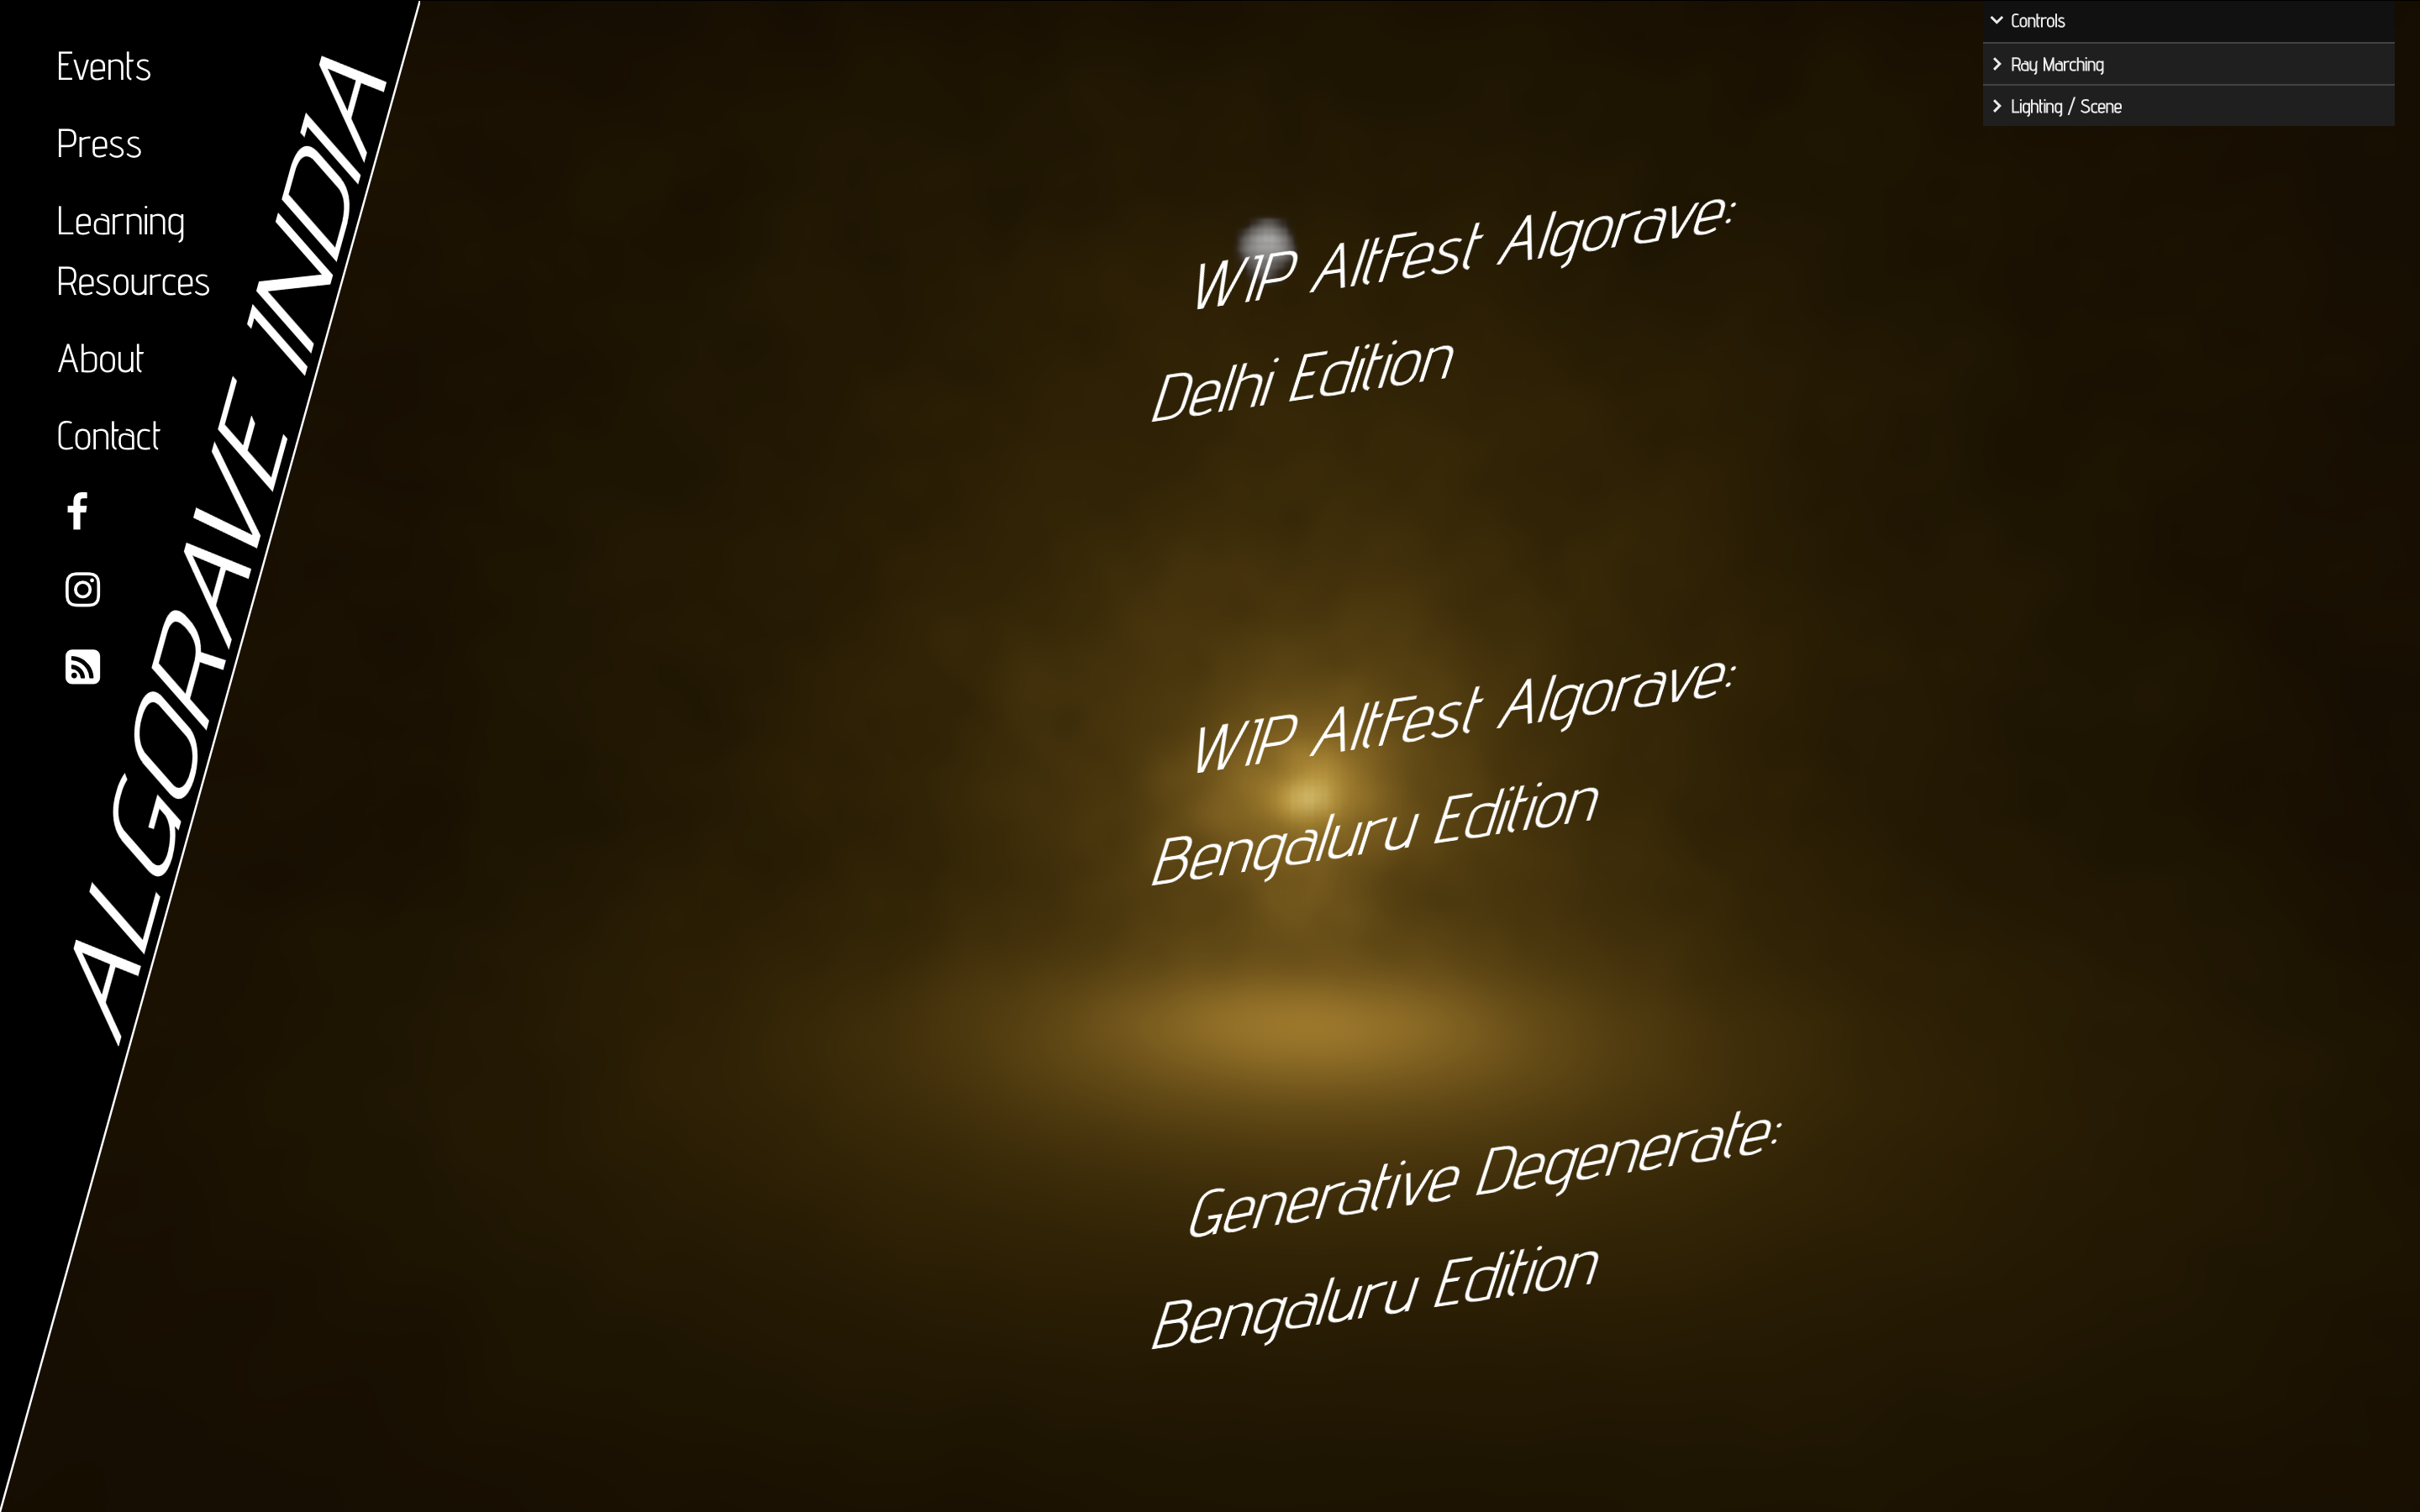 Events
Press
Learning
Resources
About
Contact
ALGORAVE INDIA
Controls
Ray Marching
Lighting / Scene
WIP AltFest Algorave:
Delhi Edition
WIP AltFest Algorave:
Bengaluru Edition
Generative Degenerate:
Bengaluru Edition